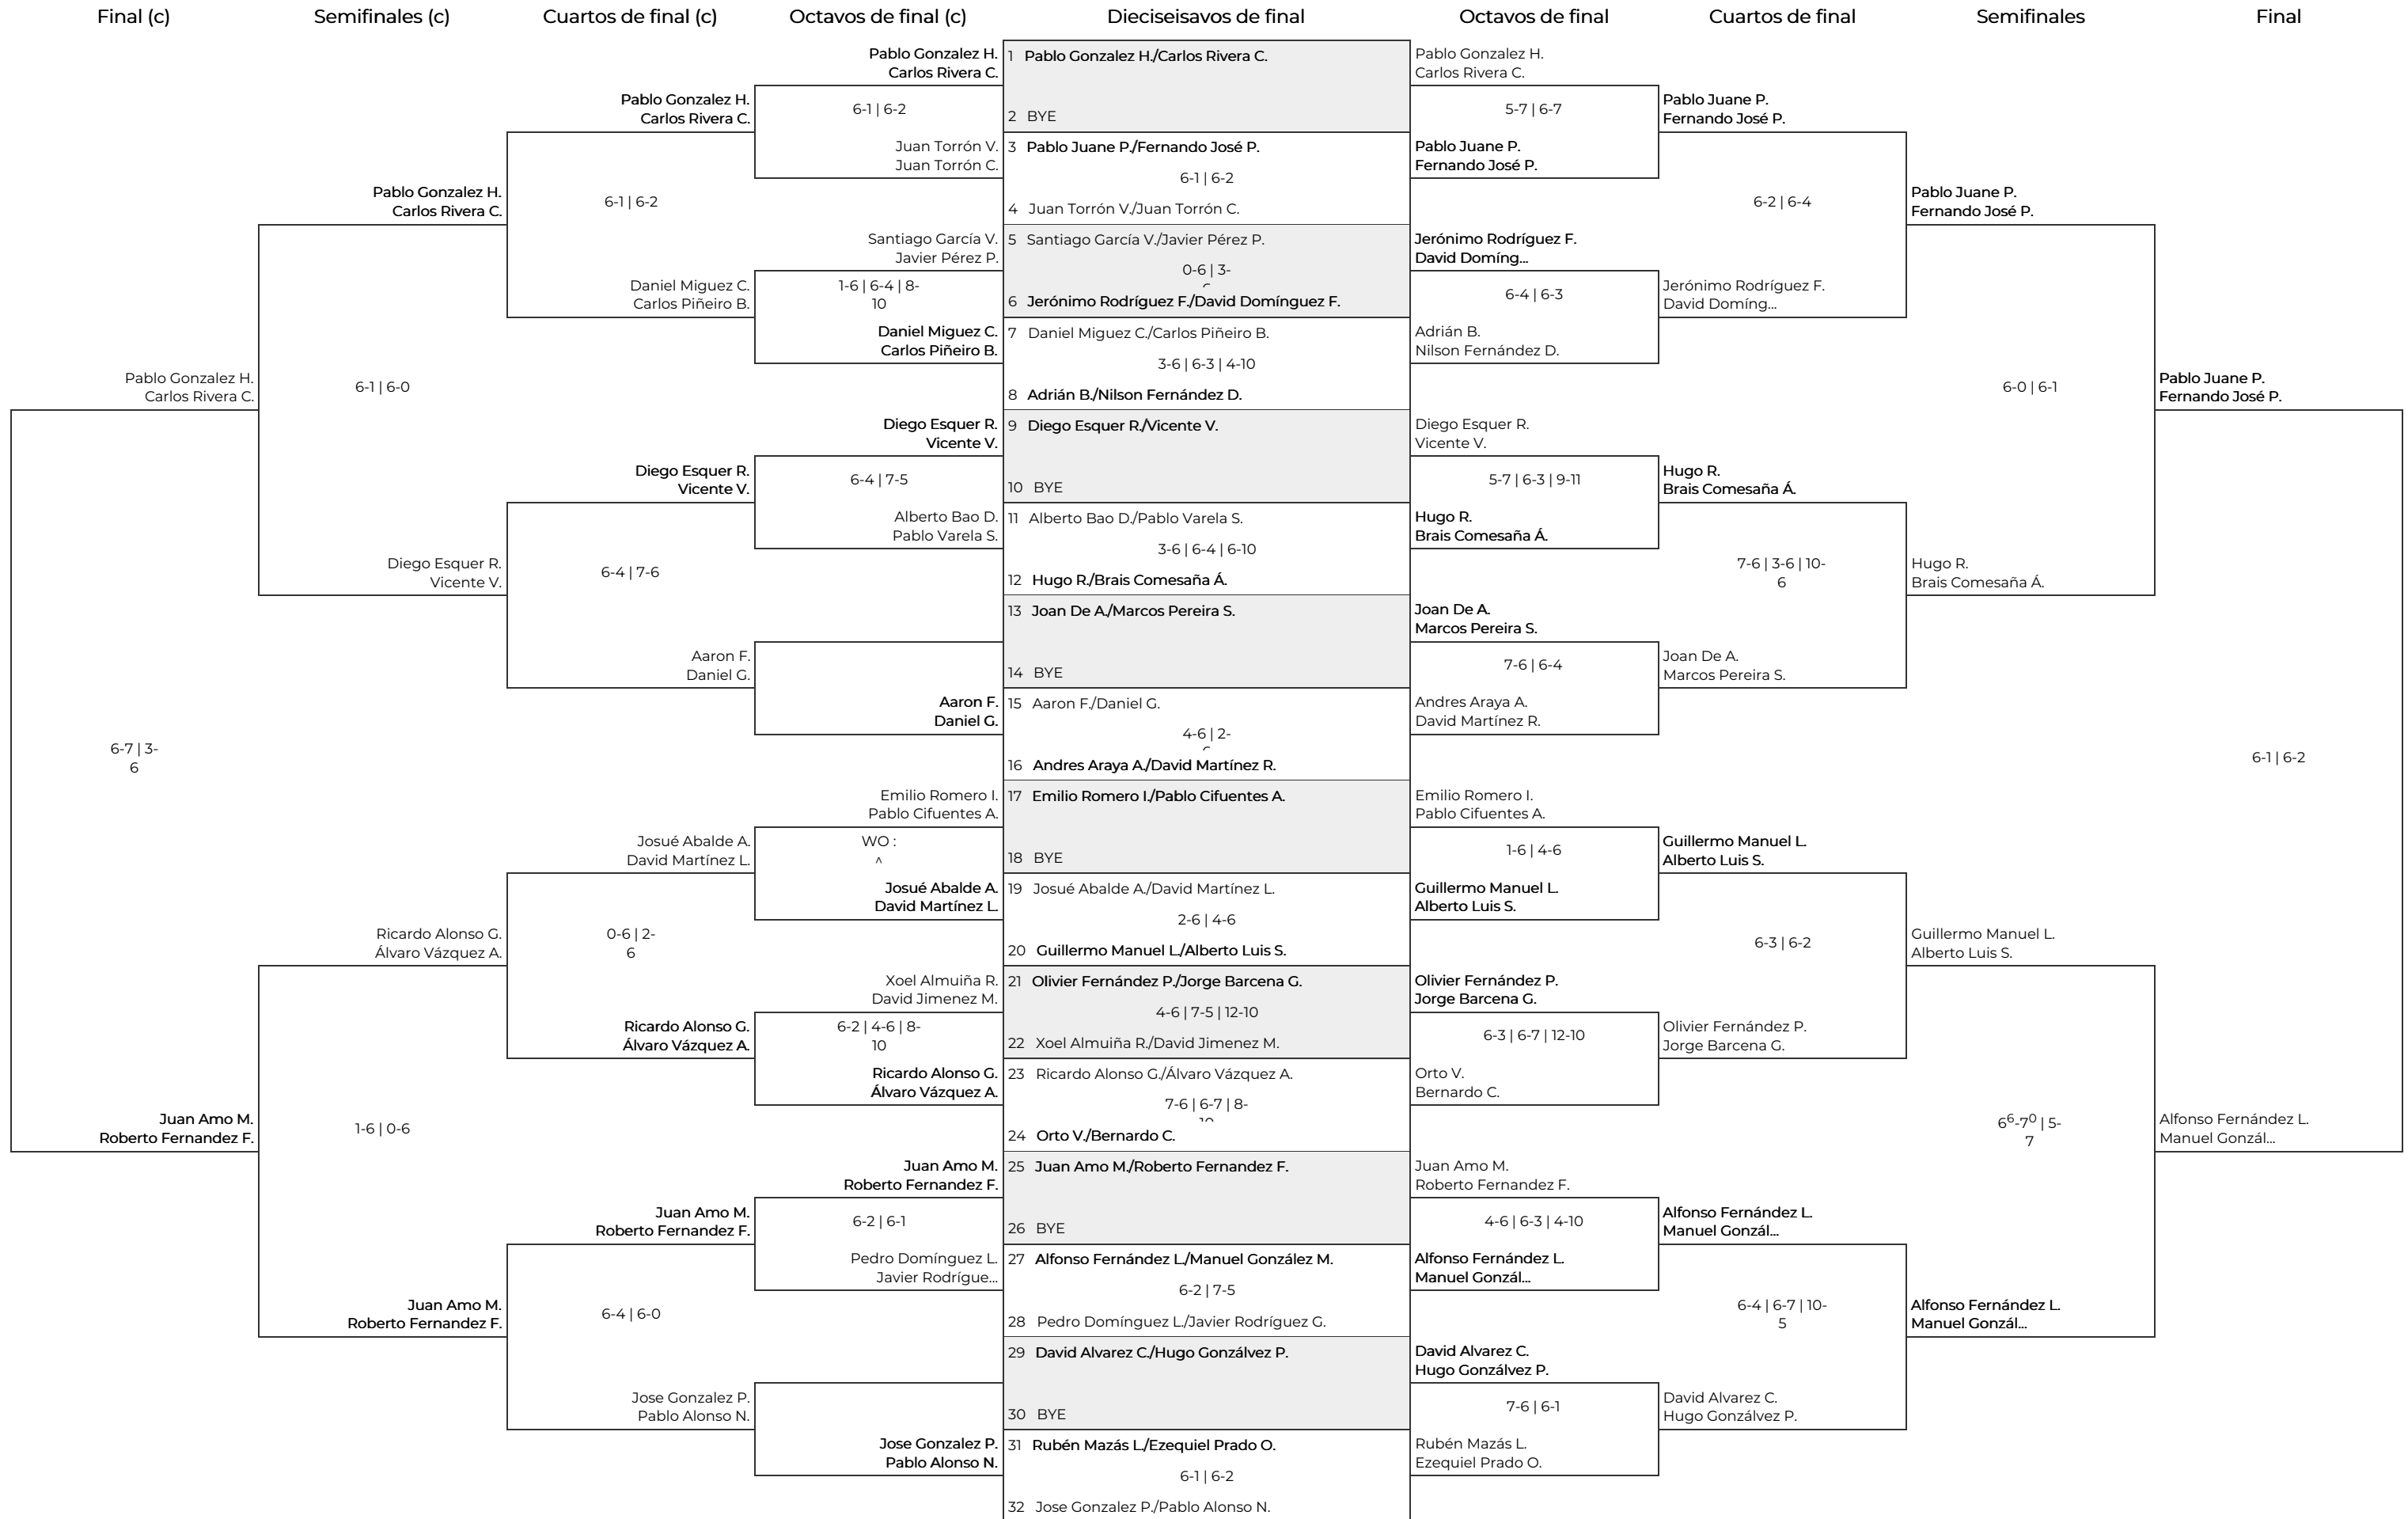 Final (c)
Semifinales (c)
Cuartos de final (c)
Octavos de final (c)
Dieciseisavos de final
Octavos de final
Cuartos de final
Semifinales
Final
Pablo Gonzalez H.
Carlos Rivera C.
6-7 | 3-
6
Juan Amo M.
Roberto Fernandez F.
Pablo Gonzalez H.
Carlos Rivera C.
6-1 | 6-0
Diego Esquer R.
Vicente V.
Ricardo Alonso G.
Álvaro Vázquez A.
1-6 | 0-6
Juan Amo M.
Roberto Fernandez F.
Pablo Gonzalez H.
Carlos Rivera C.
6-1 | 6-2
Daniel Miguez C.
Carlos Piñeiro B.
Diego Esquer R.
Vicente V.
6-4 | 7-6
Aaron F.
Daniel G.
Josué Abalde A.
David Martínez L.
0-6 | 2-
6
Ricardo Alonso G.
Álvaro Vázquez A.
Juan Amo M.
Roberto Fernandez F.
6-4 | 6-0
Jose Gonzalez P.
Pablo Alonso N.
Pablo Gonzalez H.
Carlos Rivera C.
6-1 | 6-2
Juan Torrón V.
Juan Torrón C.
Santiago García V.
Javier Pérez P.
1-6 | 6-4 | 8-
10
Daniel Miguez C.
Carlos Piñeiro B.
Diego Esquer R.
Vicente V.
6-4 | 7-5
Alberto Bao D.
Pablo Varela S.
Aaron F.
Daniel G.
Emilio Romero I.
Pablo Cifuentes A.
WO :
^
Josué Abalde A.
David Martínez L.
Xoel Almuiña R.
David Jimenez M.
6-2 | 4-6 | 8-
10
Ricardo Alonso G.
Álvaro Vázquez A.
Juan Amo M.
Roberto Fernandez F.
6-2 | 6-1
Pedro Domínguez L.
Javier Rodrígue...
Jose Gonzalez P.
Pablo Alonso N.
1 Pablo Gonzalez H./Carlos Rivera C.
2 BYE
3 Pablo Juane P./Fernando José P.
6-1 | 6-2
4 Juan Torrón V./Juan Torrón C.
5 Santiago García V./Javier Pérez P.
0-6 | 3-
6 Jerónimo Rodríguez F./David Domínguez F.
7 Daniel Miguez C./Carlos Piñeiro B.
3-6 | 6-3 | 4-10
8 Adrián B./Nilson Fernández D.
9 Diego Esquer R./Vicente V.
10 BYE
11 Alberto Bao D./Pablo Varela S.
3-6 | 6-4 | 6-10
12 Hugo R./Brais Comesaña Á.
13 Joan De A./Marcos Pereira S.
14 BYE
15 Aaron F./Daniel G.
4-6 | 2-
16 Andres Araya A./David Martínez R.
17 Emilio Romero I./Pablo Cifuentes A.
18 BYE
19 Josué Abalde A./David Martínez L.
2-6 | 4-6
20 Guillermo Manuel L./Alberto Luis S.
21 Olivier Fernández P./Jorge Barcena G.
4-6 | 7-5 | 12-10
22 Xoel Almuiña R./David Jimenez M.
23 Ricardo Alonso G./Álvaro Vázquez A.
7-6 | 6-7 | 8-
24 Orto V./Bernardo C.
25 Juan Amo M./Roberto Fernandez F.
26 BYE
27 Alfonso Fernández L./Manuel González M.
6-2 | 7-5
28 Pedro Domínguez L./Javier Rodríguez G.
29 David Alvarez C./Hugo Gonzálvez P.
30 BYE
31 Rubén Mazás L./Ezequiel Prado O.
6-1 | 6-2
32 Jose Gonzalez P./Pablo Alonso N.
Pablo Gonzalez H.
Carlos Rivera C.
5-7 | 6-7
Pablo Juane P.
Fernando José P.
Jerónimo Rodríguez F.
David Domíng...
6-4 | 6-3
Adrián B.
Nilson Fernández D.
Diego Esquer R.
Vicente V.
5-7 | 6-3 | 9-11
Hugo R.
Brais Comesaña Á.
Joan De A.
Marcos Pereira S.
7-6 | 6-4
Andres Araya A.
David Martínez R.
Emilio Romero I.
Pablo Cifuentes A.
1-6 | 4-6
Guillermo Manuel L.
Alberto Luis S.
Olivier Fernández P.
Jorge Barcena G.
6-3 | 6-7 | 12-10
Orto V.
Bernardo C.
Juan Amo M.
Roberto Fernandez F.
4-6 | 6-3 | 4-10
Alfonso Fernández L.
Manuel Gonzál...
David Alvarez C.
Hugo Gonzálvez P.
7-6 | 6-1
Rubén Mazás L.
Ezequiel Prado O.
Pablo Juane P.
Fernando José P.
6-2 | 6-4
Jerónimo Rodríguez F.
David Domíng...
Hugo R.
Brais Comesaña Á.
7-6 | 3-6 | 10-
6
Joan De A.
Marcos Pereira S.
Guillermo Manuel L.
Alberto Luis S.
6-3 | 6-2
Olivier Fernández P.
Jorge Barcena G.
Alfonso Fernández L.
Manuel Gonzál...
6-4 | 6-7 | 10-
5
David Alvarez C.
Hugo Gonzálvez P.
Pablo Juane P.
Fernando José P.
6-0 | 6-1
Hugo R.
Brais Comesaña Á.
Guillermo Manuel L.
Alberto Luis S.
6⁶-7⁰ | 5-
7
Alfonso Fernández L.
Manuel Gonzál...
Pablo Juane P.
Fernando José P.
6-1 | 6-2
Alfonso Fernández L.
Manuel Gonzál...